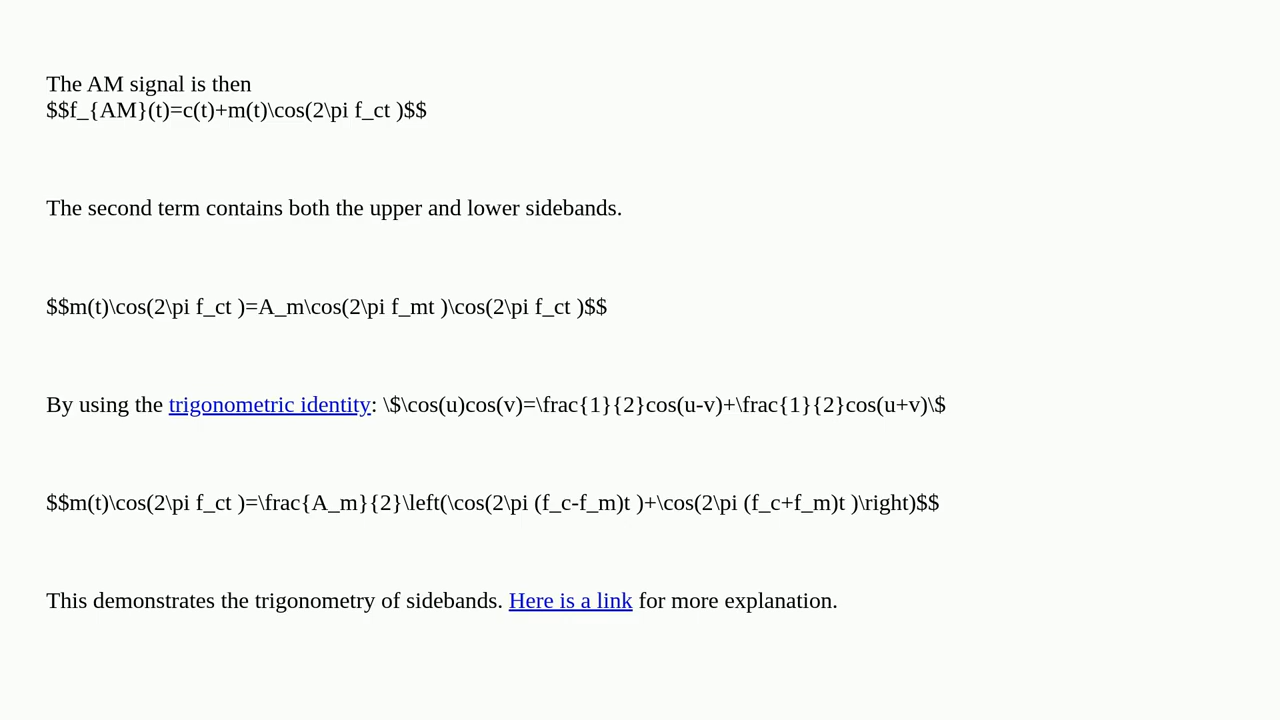 The AM signal is then
$$f_{AM}(t)=c(t)+m(t)\cos(2\pi f_ct )$$
The second term contains both the upper and lower sidebands.
$$m(t)\cos(2\pi f_ct )=A_m\cos(2\pi f_mt )\cos(2\pi f_ct )$$
By using the trigonometric identity: \$\cos(u)cos(v)=\frac{1}{2}cos(u-v)+\frac{1}{2}cos(u+v)\$
$$m(t)\cos(2\pi f_ct )=\frac{A_m}{2}\left(\cos(2\pi (f_c-f_m)t )+\cos(2\pi (f_c+f_m)t )\right)$$
This demonstrates the trigonometry of sidebands. Here is a link for more explanation.